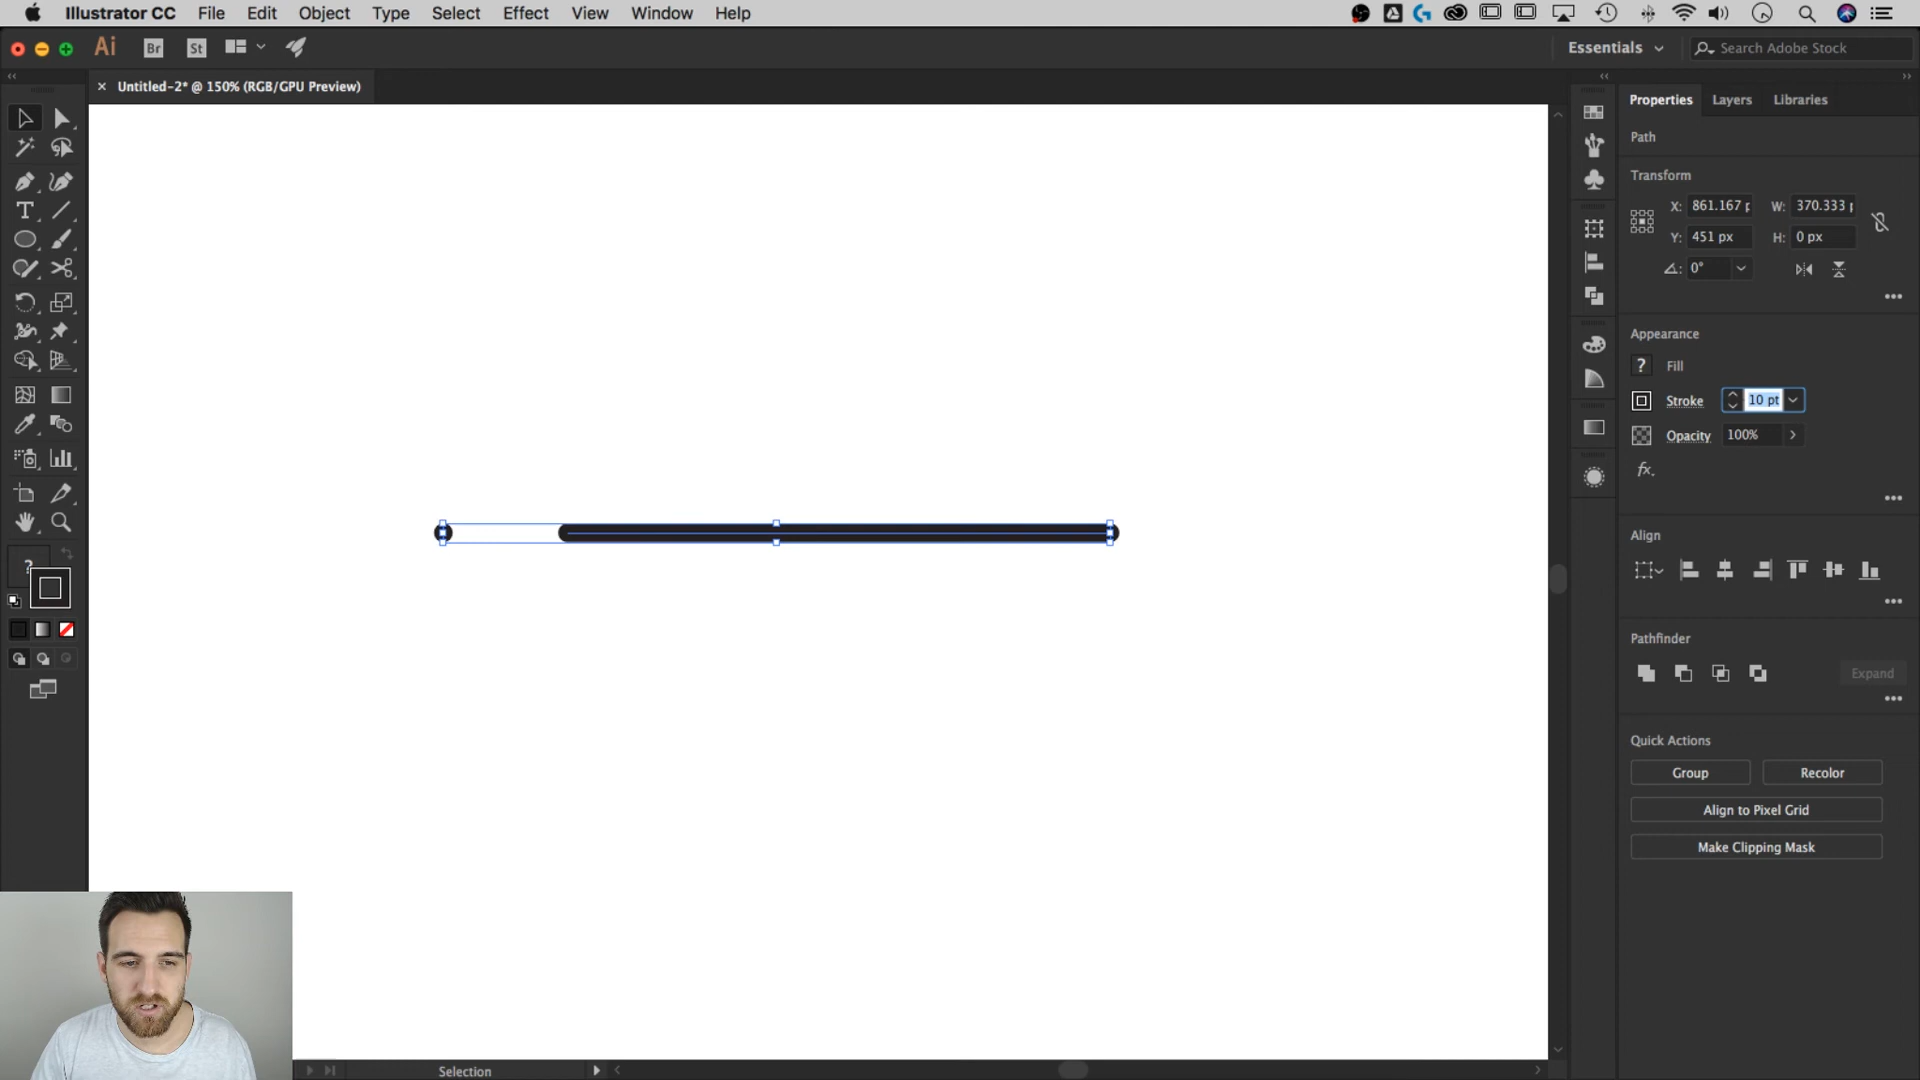 Illustrator CC File Edit Object Type Select Effect View Window Help
Ai Br St Essentials Search Adobe Stock
× Untitled-2* @ 150% (RGB/GPU Preview)
Properties Layers Libraries
Path
Transform
X: 861.167 p W: 370.333 p
Y: 451 px H: 0 px
0°
Appearance
? Fill
Stroke 10 pt
Opacity 100%
fx.
Align
Pathfinder
Expand
Quick Actions
Group Recolor
Align to Pixel Grid
Make Clipping Mask
?
Selection